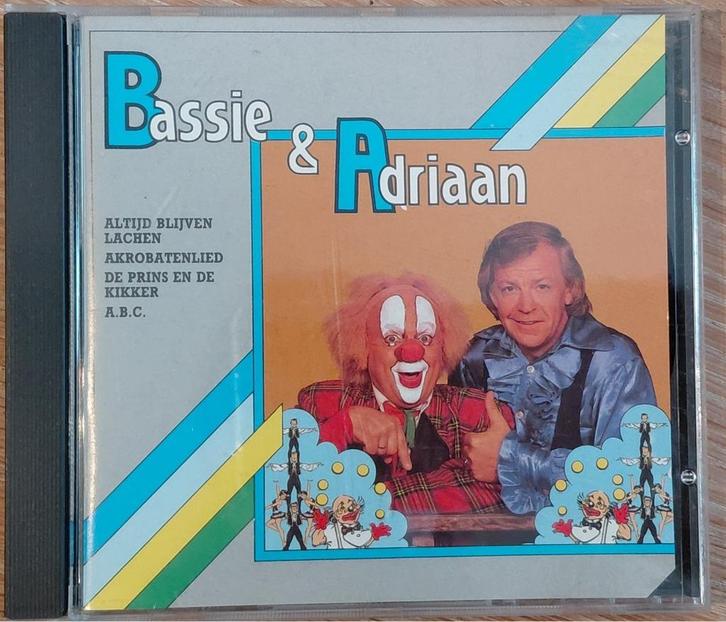 Bassie
& Adriaan
ALTIJD BLIJVEN
LACHEN
AKROBATENLIED
DE PRINS EN DE
KIKKER
A.B.C.